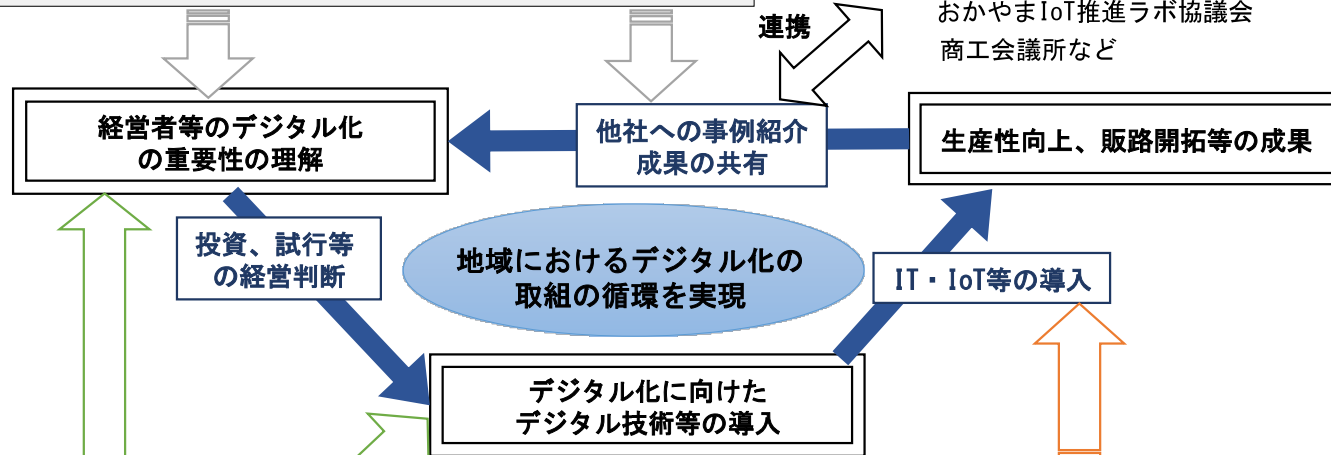 おかやまIoT推進ラボ協議会
連携
商工会議所など
経営者等のデジタル化
の重要性の理解
他社への事例紹介
成果の共有
生産性向上、販路開拓等の成果
投資、試行等
の経営判断
地域におけるデジタル化の
取組の循環を実現
IT・IoT等の導入
デジタル化に向けた
デジタル技術等の導入